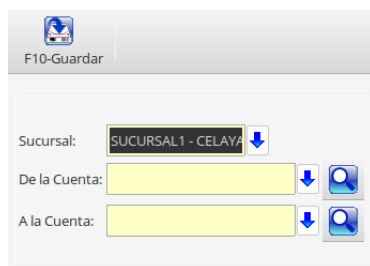 F10-Guardar
Sucursal: SUCURSAL1 - CELAYA
De la Cuenta:
A la Cuenta: